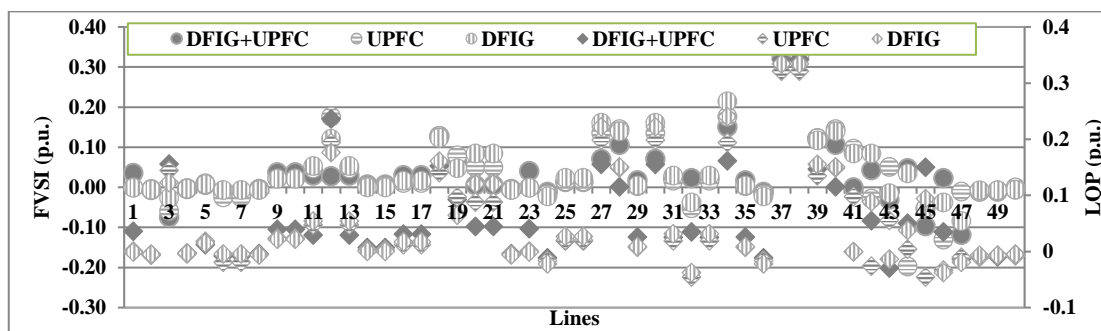 0.40
0.30
0.20
0.10
0.00
-0.10
-0.20
-0.30
FVSI (p.u.)
DFIG+UPFC UPFC DFIG DFIG+UPFC UPFC DFIG
1 3 5 7 9 11 13 15 17 19 21 23 25 27 29 31 33 35 37 39 41 43 45 47 49
Lines
0.4
0.3
0.2
0.1
0
-0.1
LQP (p.u.)